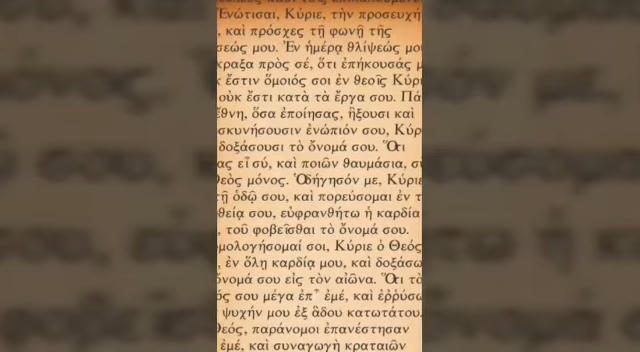 Ἐνώτισαι, Κύριε, τὴν προσευχή
, καὶ πρόσχες τῇ φωνῇ τῆς
σεώς μου. Ἐν ἡμέρᾳ θλίψεώς μο
κραξα πρὸς σέ, ὅτι ἐπήκουσάς μ
κ ἔστιν ὅμοιός σοι ἐν θεοῖς Κύρι
οὐκ ἔστι κατὰ τὰ ἔργα σου. Πά
ἔθνη, ὅσα ἐποίησας, ἥξουσι καὶ
σκυνήσουσιν ἐνώπιόν σου, Κύρ
δοξάσουσι τὸ ὄνομά σου. Ὅτι
ας εἶ σύ, καὶ ποιῶν θαυμάσια, σ
θεὸς μόνος. Ὁδήγησόν με, Κύριε
τῇ ὁδῷ σου, καὶ πορεύσομαι ἐν τ
θείᾳ σου, εὐφρανθήτω ἡ καρδία
, τοῦ φοβεῖσθαι τὸ ὄνομά σου.
μολογήσομαί σοι, Κύριε ὁ Θεός
, ἐν ὅλῃ καρδίᾳ μου, καὶ δοξάσω
ὄνομά σου εἰς τὸν αἰῶνα. Ὅτι τὸ
ός σου μέγα ἐπ᾿ ἐμέ, καὶ ἐῤῥύσω
ψυχήν μου ἐξ ᾅδου κατωτάτου.
θεός, παράνομοι ἐπανέστησαν
ἐμέ, καὶ συναγωγὴ κραταιῶν